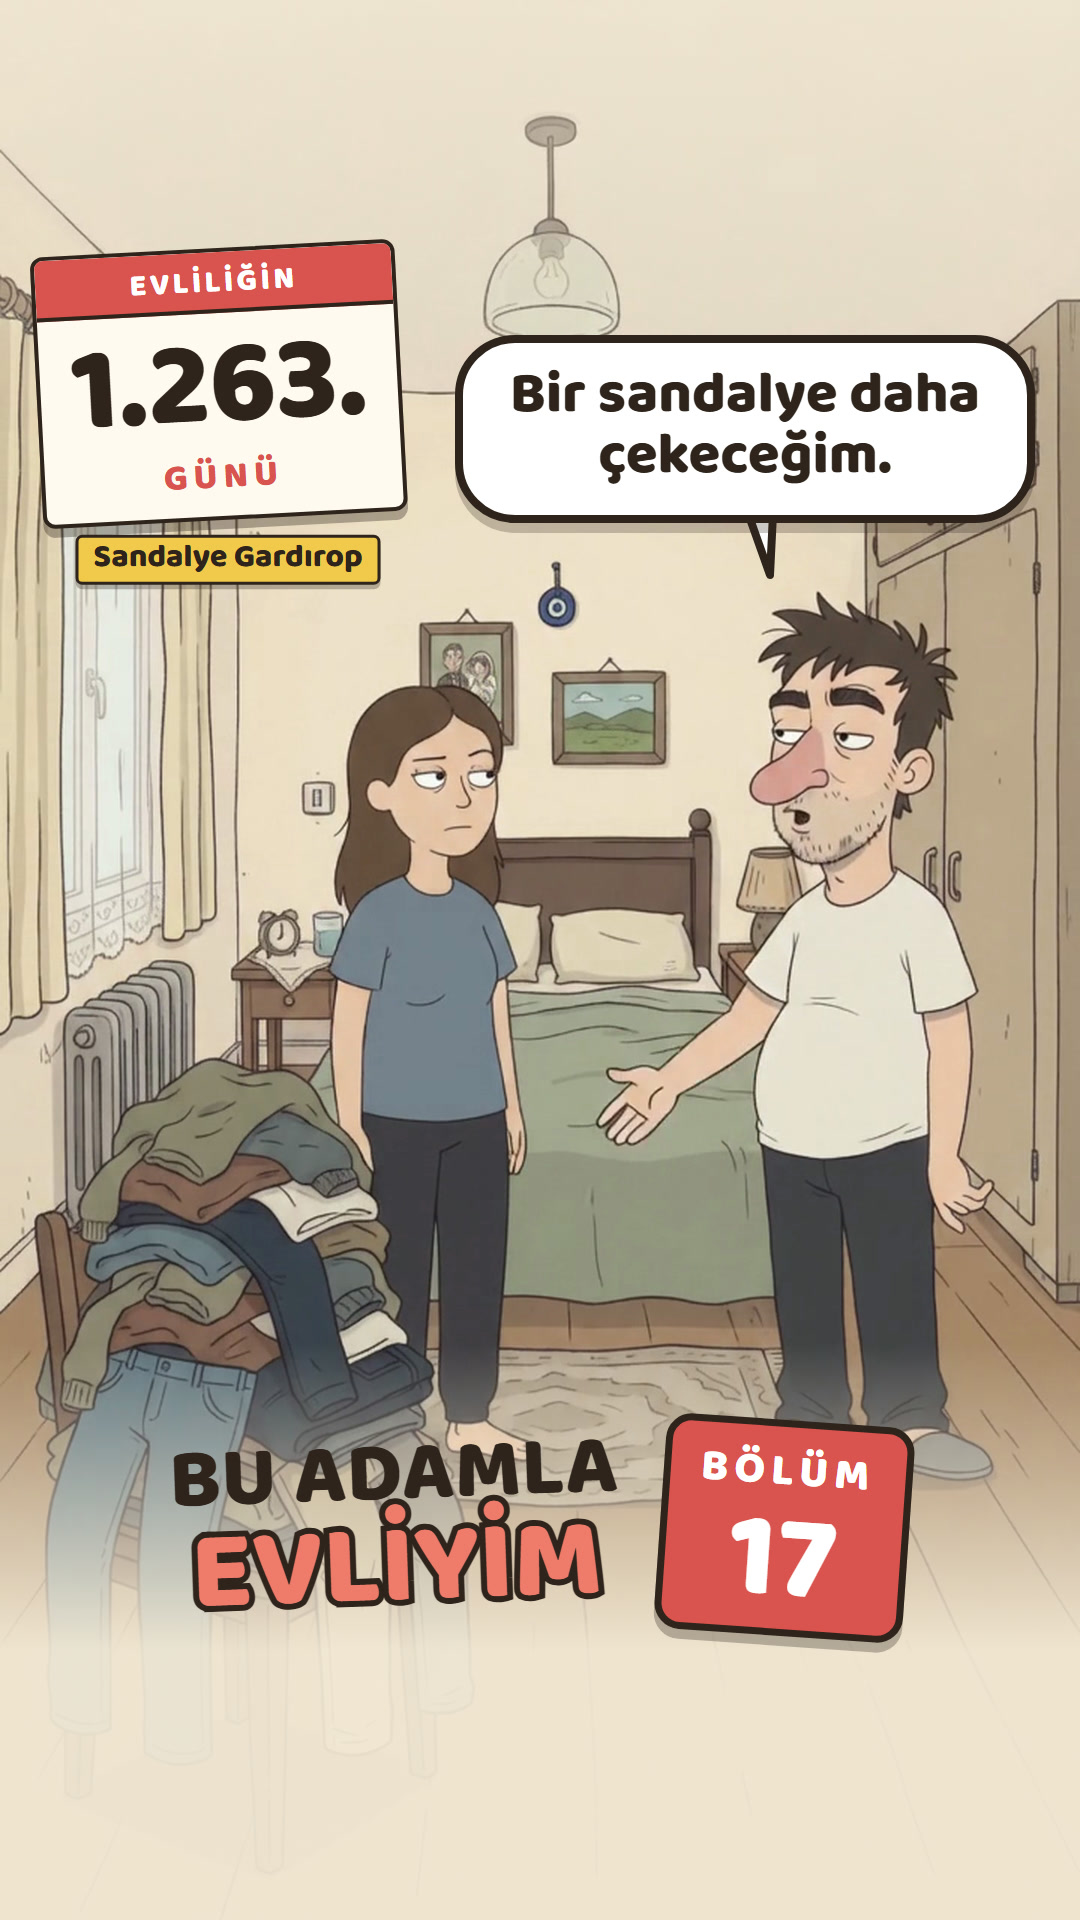 EVLİLİĞİN
1.263.
GÜNÜ
Sandalye Gardırop
Bir sandalye daha
çekeceğim.
BU ADAMLA
EVLİYİM
BÖLÜM
17